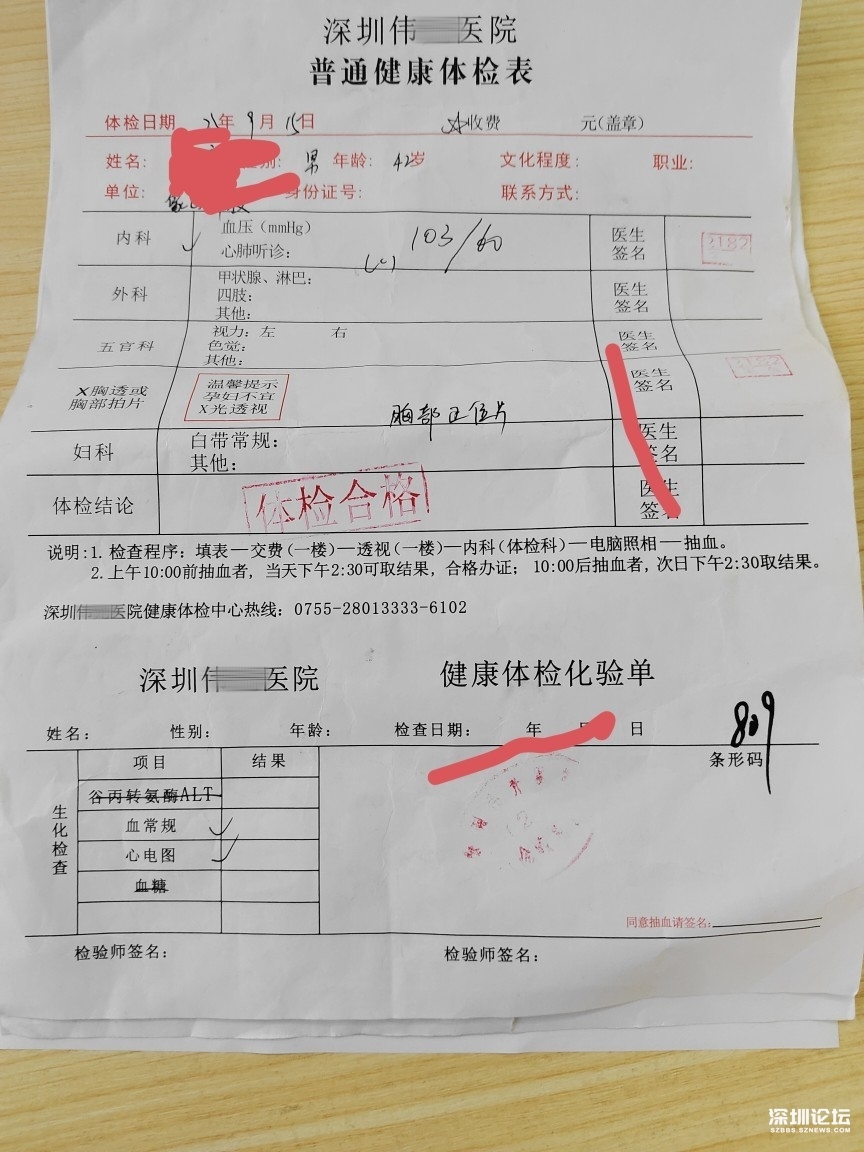 深圳伟 医院
普通健康体检表
体检日期 年9月15日 收费 元(盖章)
姓名: 别: 男 年龄: 42岁 文化程度: 职业:
单位: 身份证号: 联系方式:
内科 血压（mmHg） 103/60 医生
心肺听诊: (-) 签名 2182
外科 甲状腺、淋巴: 医生
四肢: 签名
其他:
五官科 视力: 左 右 医生
色觉: 签名
其他:
X胸透或 温馨提示 医生
胸部拍片 孕妇不宜 签名
X光透视 胸部正位片
妇科 白带常规: 医生
其他: 签名
体检结论 体检合格 医生
签名
说明: 1. 检查程序: 填表—交费(一楼)—透视(一楼)—内科(体检科)—电脑照相—抽血。
2. 上午10:00前抽血者, 当天下午2:30可取结果, 合格办证; 10:00后抽血者, 次日下午2:30取结果。
深圳伟 医院健康体检中心热线: 0755-28013333-6102
深圳 医院 健康体检化验单
姓名: 性别: 年龄: 检查日期: 年 日 809
条形码
生化检查
项目 结果
谷丙转氨酶ALT
血常规 ✓
心电图 ✓
血糖
同意抽血请签名:
检验师签名: 检验师签名:
深圳论坛
SZBBS.SZNEWS.COM